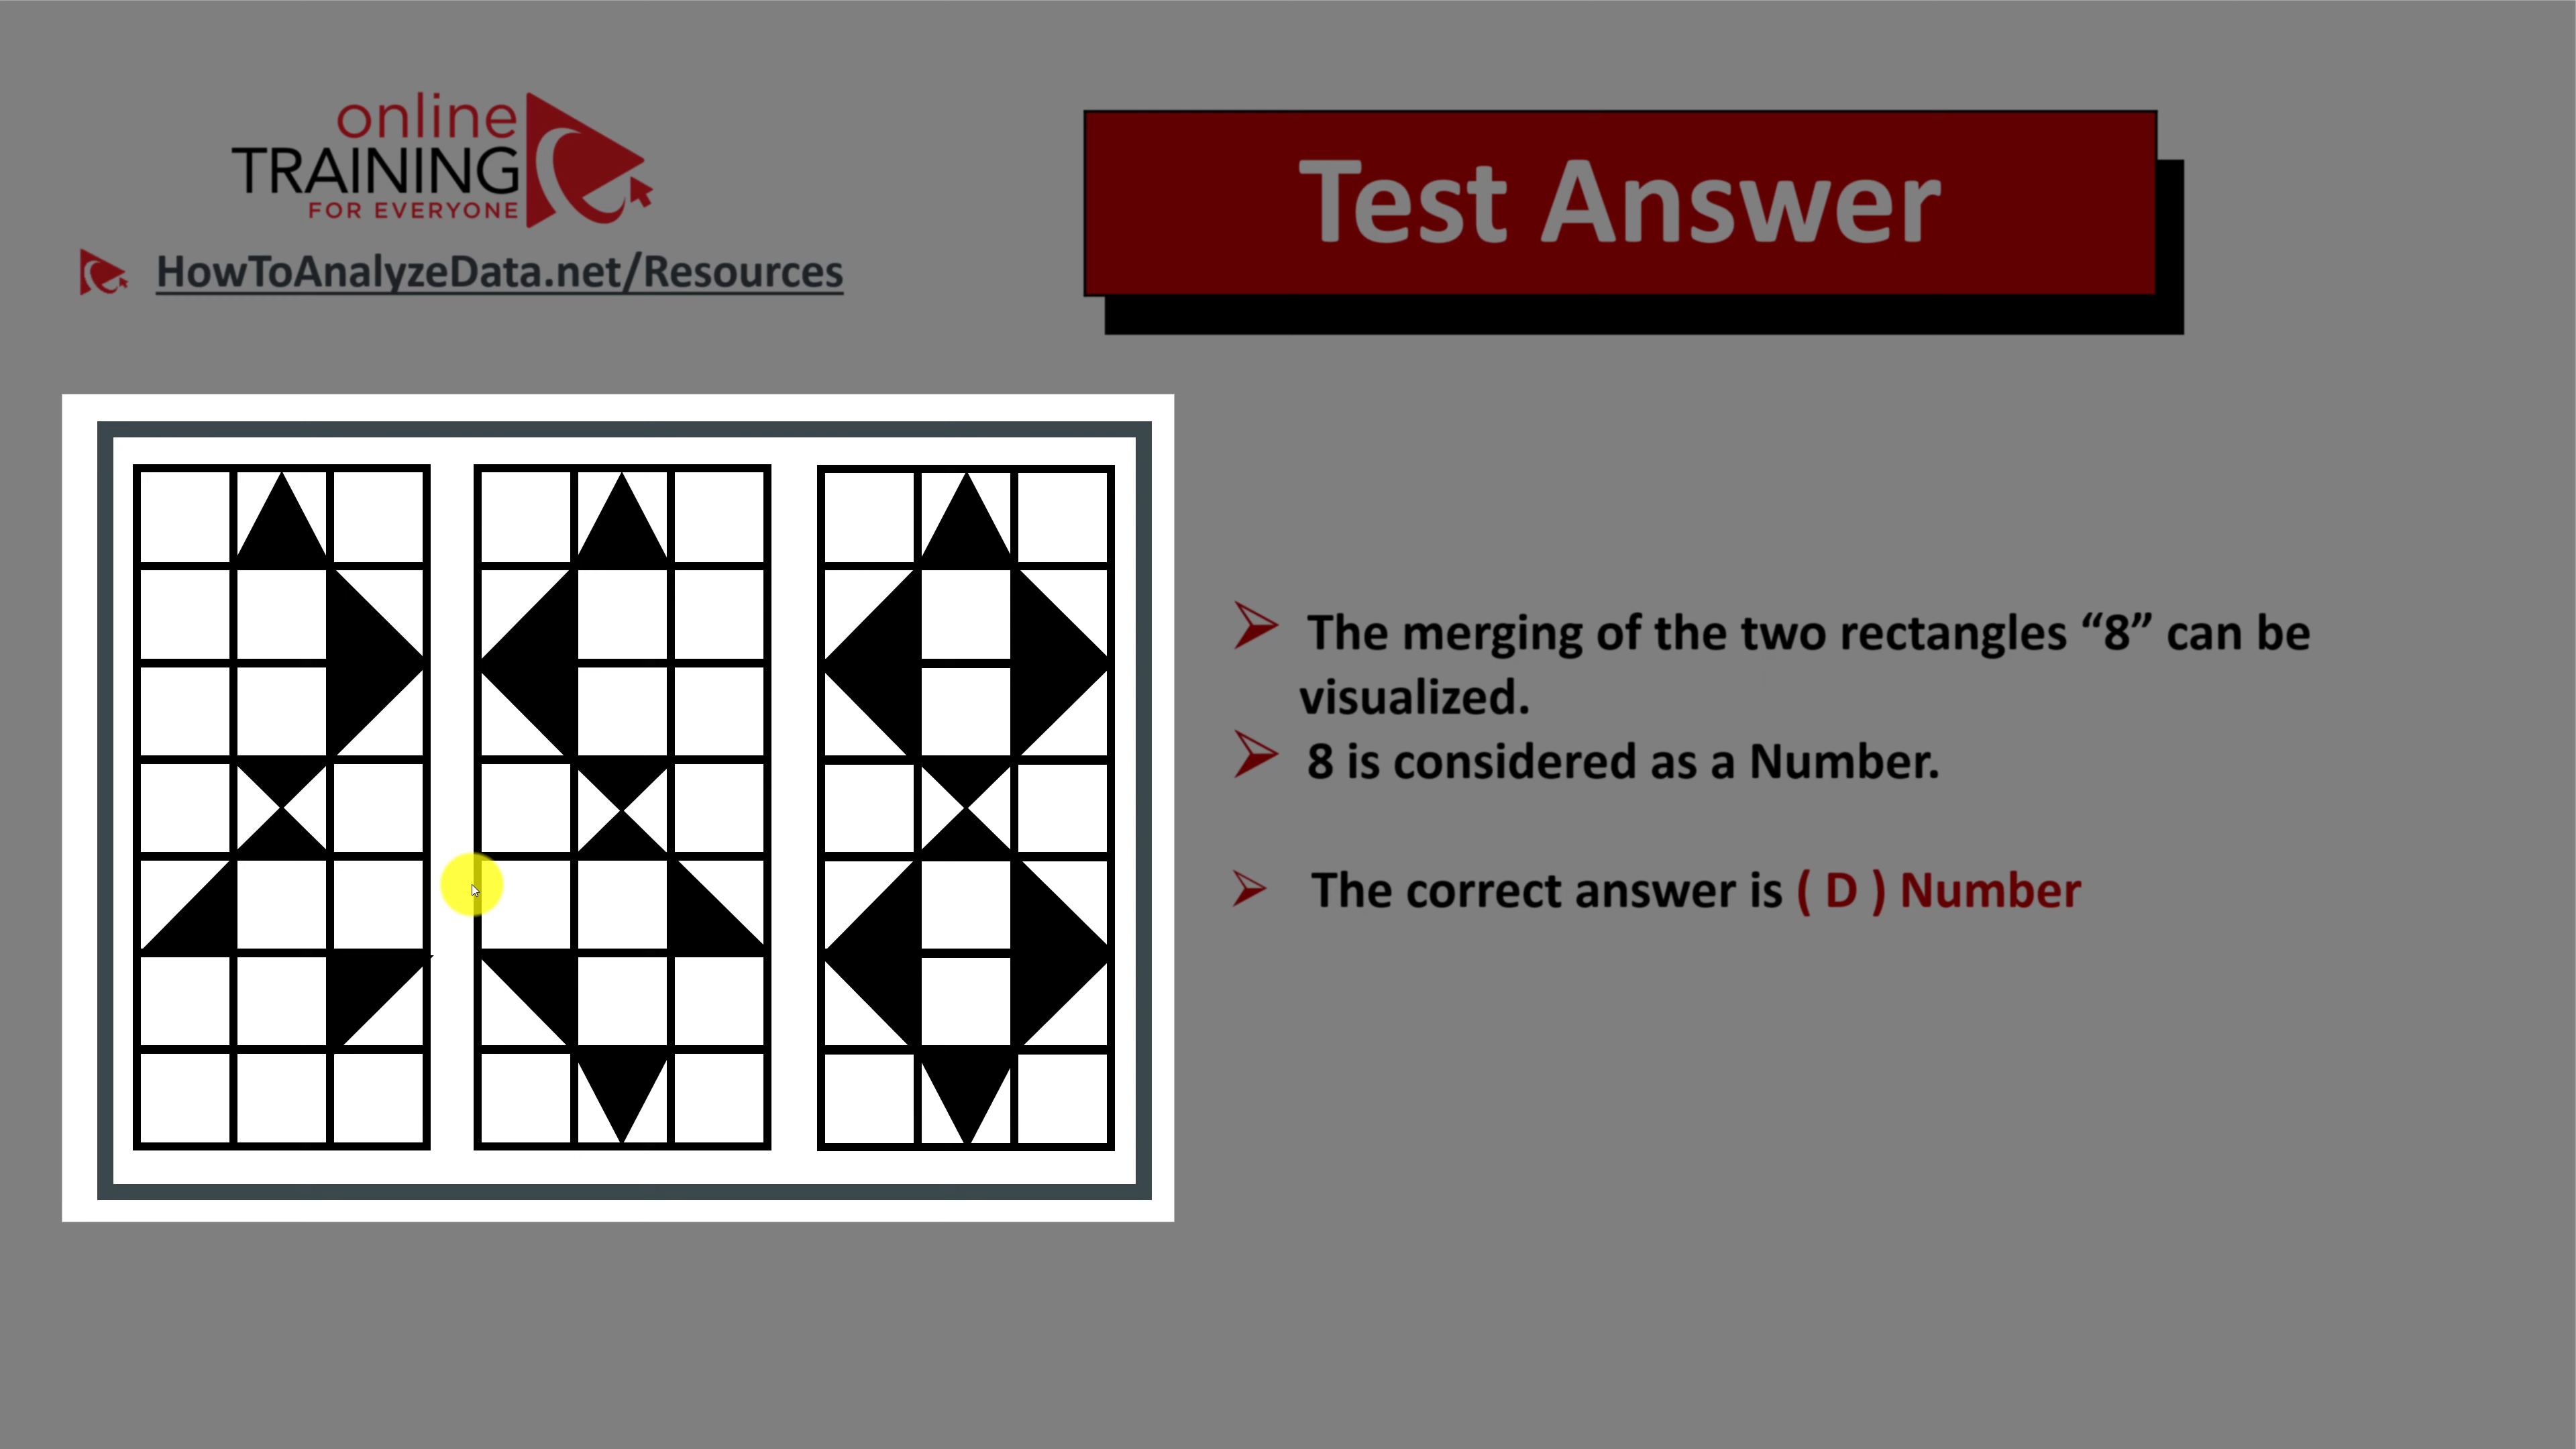 online
TRAINING
FOR EVERYONE
HowToAnalyzeData.net/Resources
Test Answer
The merging of the two rectangles “8” can be
visualized.
8 is considered as a Number.
The correct answer is ( D ) Number